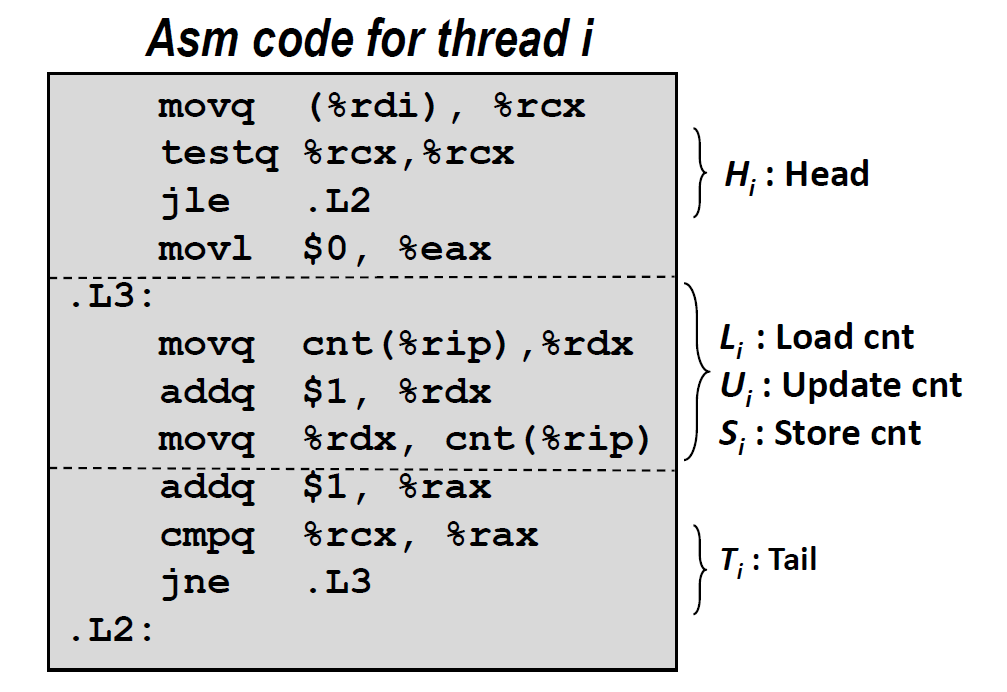 Asm code for thread i
movq (%rdi), %rcx
testq %rcx,%rcx
jle .L2
movl $0, %eax
Hi : Head
.L3:
movq cnt(%rip),%rdx
addq $1, %rdx
movq %rdx, cnt(%rip)
Li : Load cnt
Ui : Update cnt
Si : Store cnt
addq $1, %rax
cmpq %rcx, %rax
jne .L3
.L2:
Ti : Tail